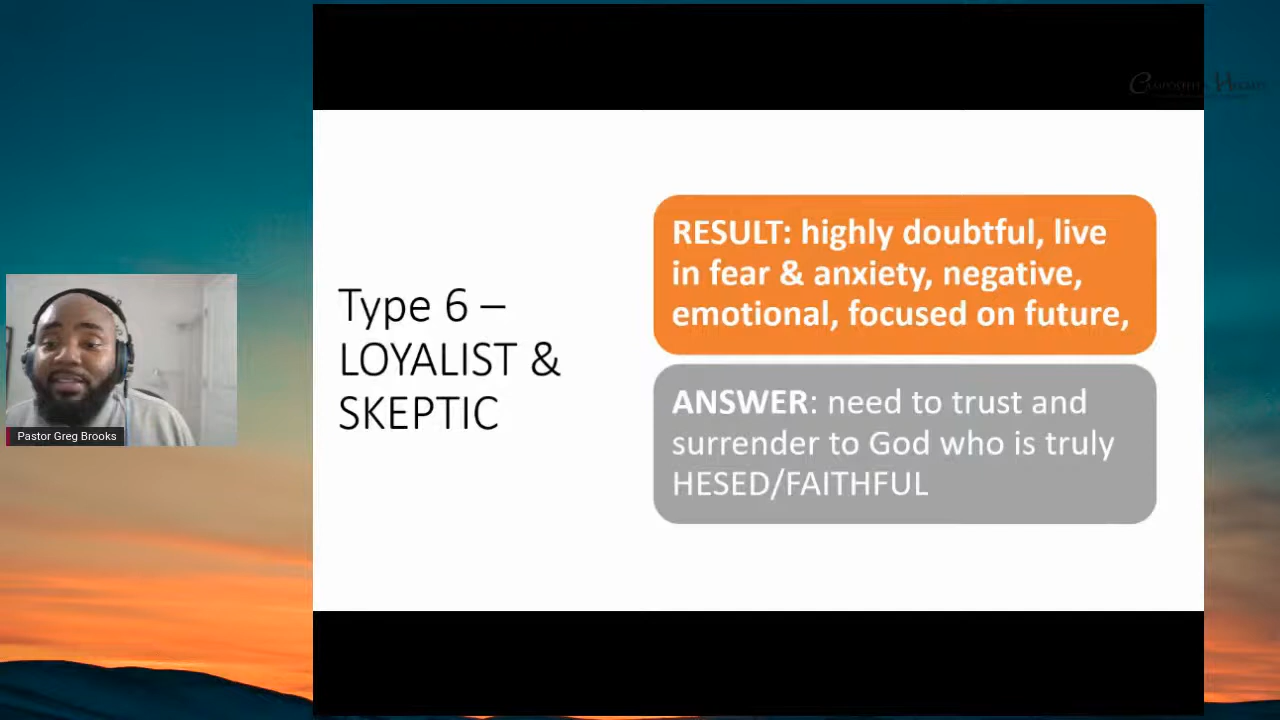 Type 6 –
LOYALIST &
SKEPTIC
RESULT: highly doubtful, live
in fear & anxiety, negative,
emotional, focused on future,
ANSWER: need to trust and
surrender to God who is truly
HESED/FAITHFUL
Pastor Greg Brooks